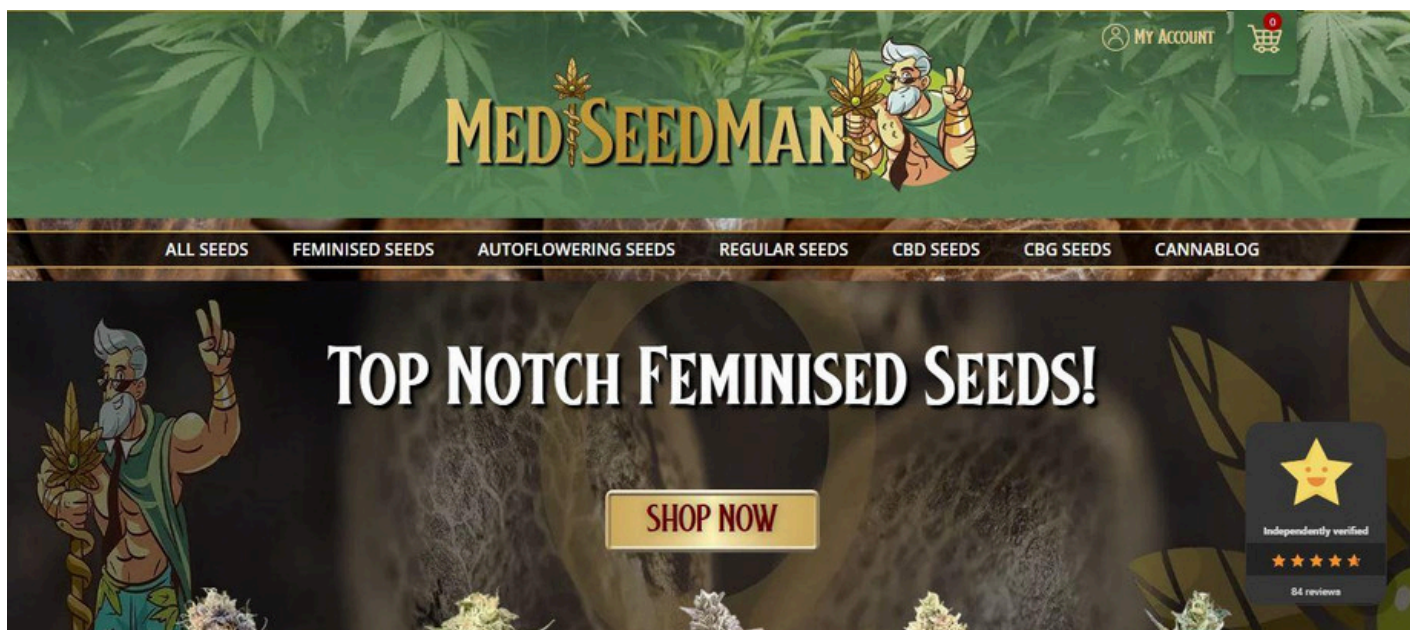 0
MY ACCOUNT
MEDISEEDMAN
ALL SEEDS FEMINISED SEEDS AUTOFLOWERING SEEDS REGULAR SEEDS CBD SEEDS CBG SEEDS CANNABLOG
TOP NOTCH FEMINISED SEEDS!
SHOP NOW
Independently verified
84 reviews